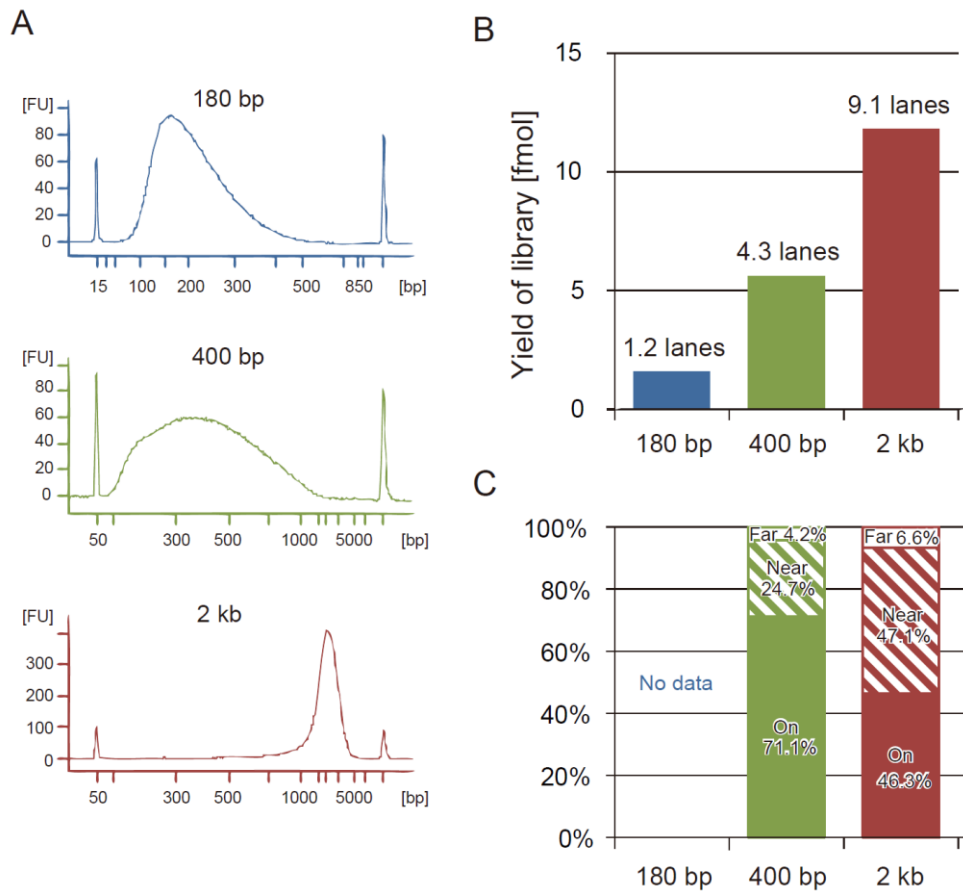 A
180 bp
[FU]
80
60
40
20
0
15 100 200 300 500 850 [bp]
400 bp
[FU]
80
60
40
20
0
50 300 500 1000 5000 [bp]
2 kb
[FU]
300
200
100
0
50 300 500 1000 5000 [bp]
B
Yield of library [fmol]
15
10
5
0
1.2 lanes
4.3 lanes
9.1 lanes
180 bp 400 bp 2 kb
C
100%
80%
60%
40%
20%
0%
No data
Far 4.2%
Near
24.7%
On
71.1%
Far 6.6%
Near
47.1%
On
46.3%
180 bp 400 bp 2 kb